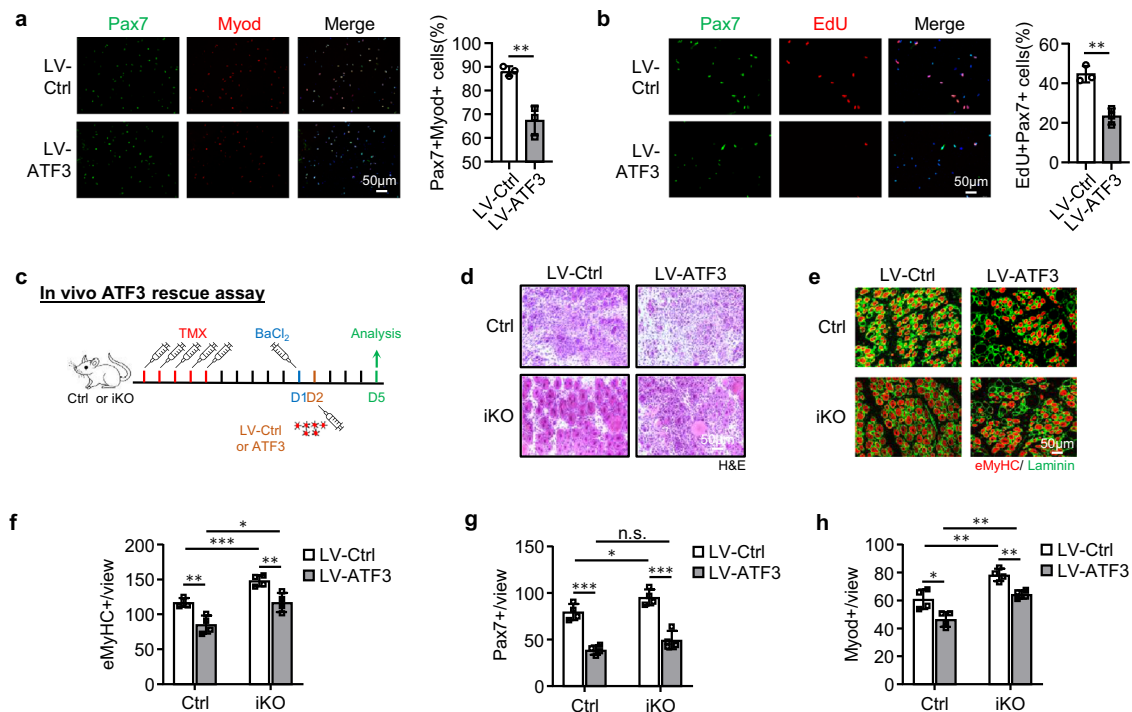 a
Pax7 Myod Merge
LV-
Ctrl
LV-
ATF3
50μm
Pax7+Myod+ cells(%)
100
90
80
70
60
50
**
LV-Ctrl
LV-ATF3
b
Pax7 EdU Merge
LV-
Ctrl
LV-
ATF3
50μm
EdU+Pax7+ cells(%)
60
40
20
0
**
LV-Ctrl
LV-ATF3
c
In vivo ATF3 rescue assay
TMX BaCl2 Analysis
Ctrl or iKO
D1 D2 D5
LV-Ctrl
or ATF3
d
LV-Ctrl LV-ATF3
Ctrl
iKO
50μm
H&E
e
LV-Ctrl LV-ATF3
Ctrl
iKO
50μm
eMyHC/ Laminin
f
eMyHC+/view
200
150
100
50
0
*
***
** **
LV-Ctrl
LV-ATF3
Ctrl iKO
g
Pax7+/view
150
100
50
0
n.s.
*
*** ***
LV-Ctrl
LV-ATF3
Ctrl iKO
h
Myod+/view
100
80
60
40
20
0
**
**
* **
LV-Ctrl
LV-ATF3
Ctrl iKO